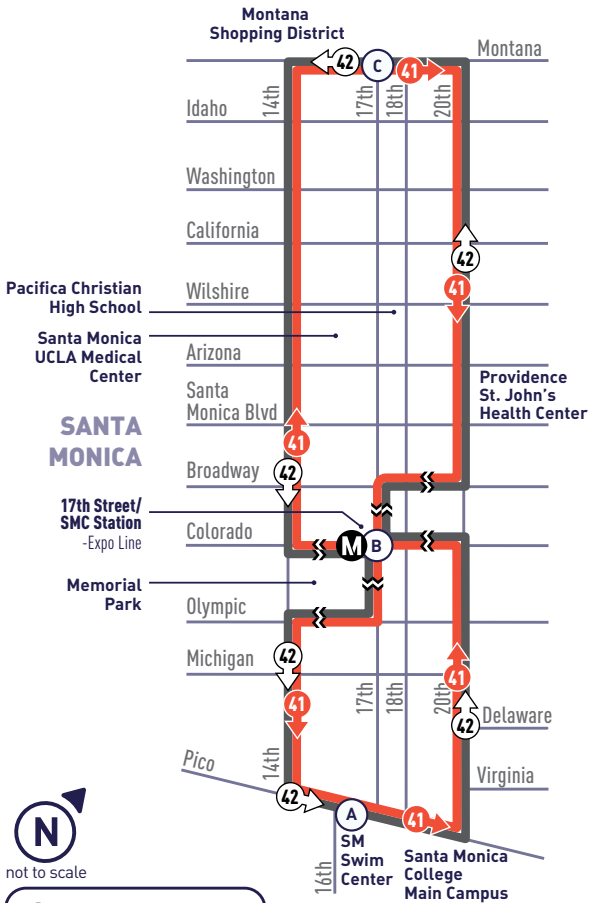 Montana
Shopping District
42
C
41
Montana
14th
17th
18th
20th
Idaho
Washington
California
42
Pacifica Christian
High School
Wilshire
41
Santa Monica
UCLA Medical
Center
Arizona
Providence
St. John's
Health Center
Santa
Monica Blvd
SANTA
MONICA
41
Broadway
42
17th Street/
SMC Station
-Expo Line
Colorado
M
B
Memorial
Park
Olympic
Michigan
42
41
41
17th
18th
20th
42
Delaware
Pico
14th
Virginia
42
A
41
N
not to scale
SM
Swim
Center
16th
Santa Monica
College
Main Campus